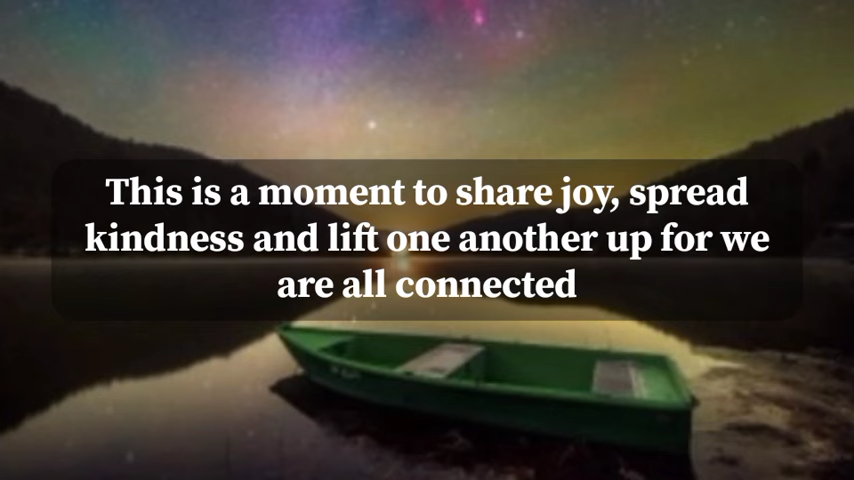 This is a moment to share joy, spread
kindness and lift one another up for we
are all connected